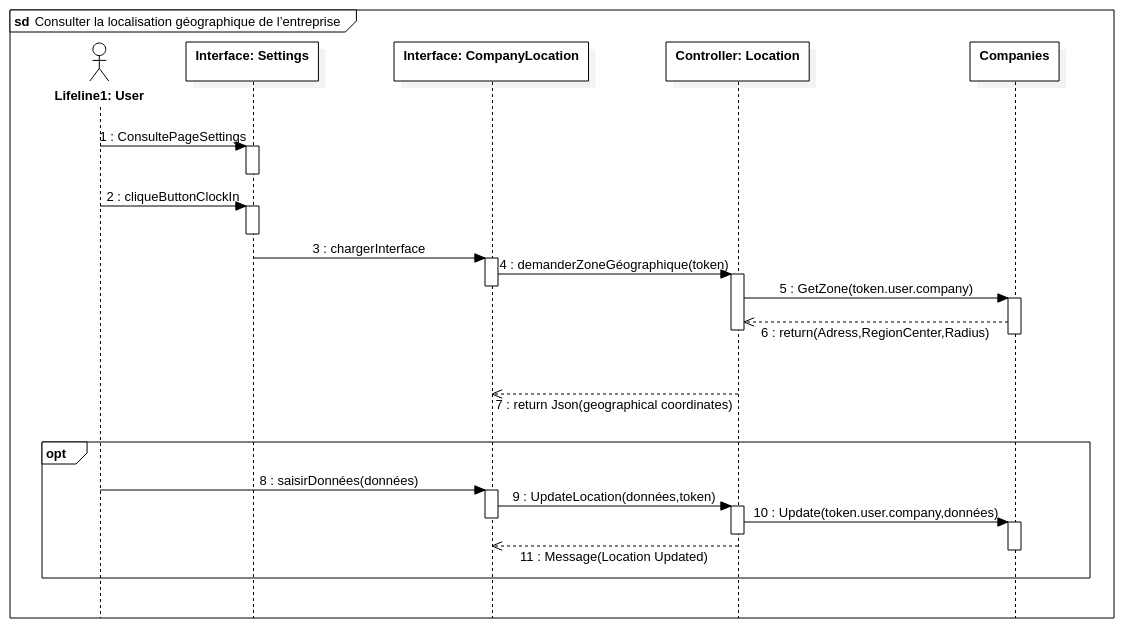 sd Consulter la localisation géographique de l'entreprise
Interface: Settings
Interface: CompanyLocation
Controller: Location
Companies
Lifeline1: User
1 : ConsultePageSettings
2 : cliqueButtonClockIn
3 : chargerInterface
4 : demanderZoneGéographique(token)
5 : GetZone(token.user.company)
6 : return(Adress,RegionCenter,Radius)
7 : return Json(geographical coordinates)
opt
8 : saisirDonnées(données)
9 : UpdateLocation(données,token)
10 : Update(token.user.company,données)
11 : Message(Location Updated)